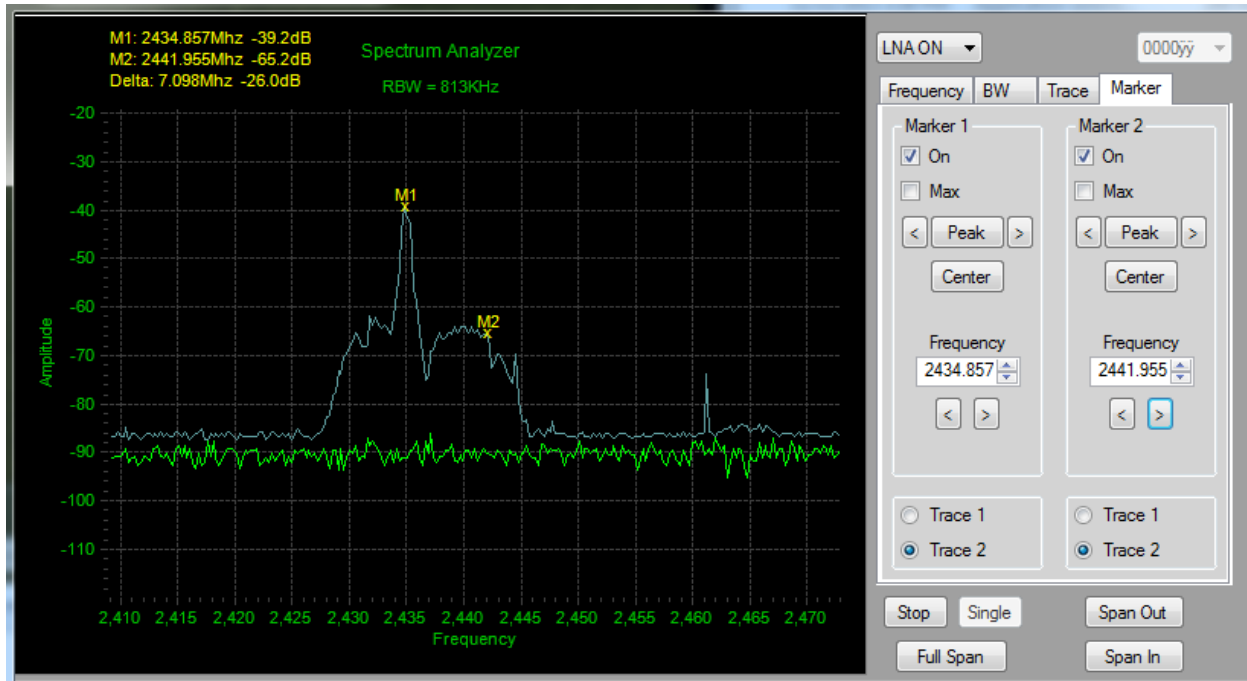 M1: 2434.857Mhz -39.2dB
M2: 2441.955Mhz -65.2dB
Delta: 7.098Mhz -26.0dB
Spectrum Analyzer
RBW = 813KHz
-20
-30
-40
-50
-60
-70
-80
-90
-100
-110
Amplitude
M1
M2
2,410 2,415 2,420 2,425 2,430 2,435 2,440 2,445 2,450 2,455 2,460 2,465 2,470
Frequency
LNA ON
0000ÿÿ
Frequency BW Trace Marker
Marker 1
On
Max
< Peak >
Center
Frequency
2434.857
< >
Trace 1
Trace 2
Marker 2
On
Max
< Peak >
Center
Frequency
2441.955
< >
Trace 1
Trace 2
Stop Single Span Out
Full Span Span In